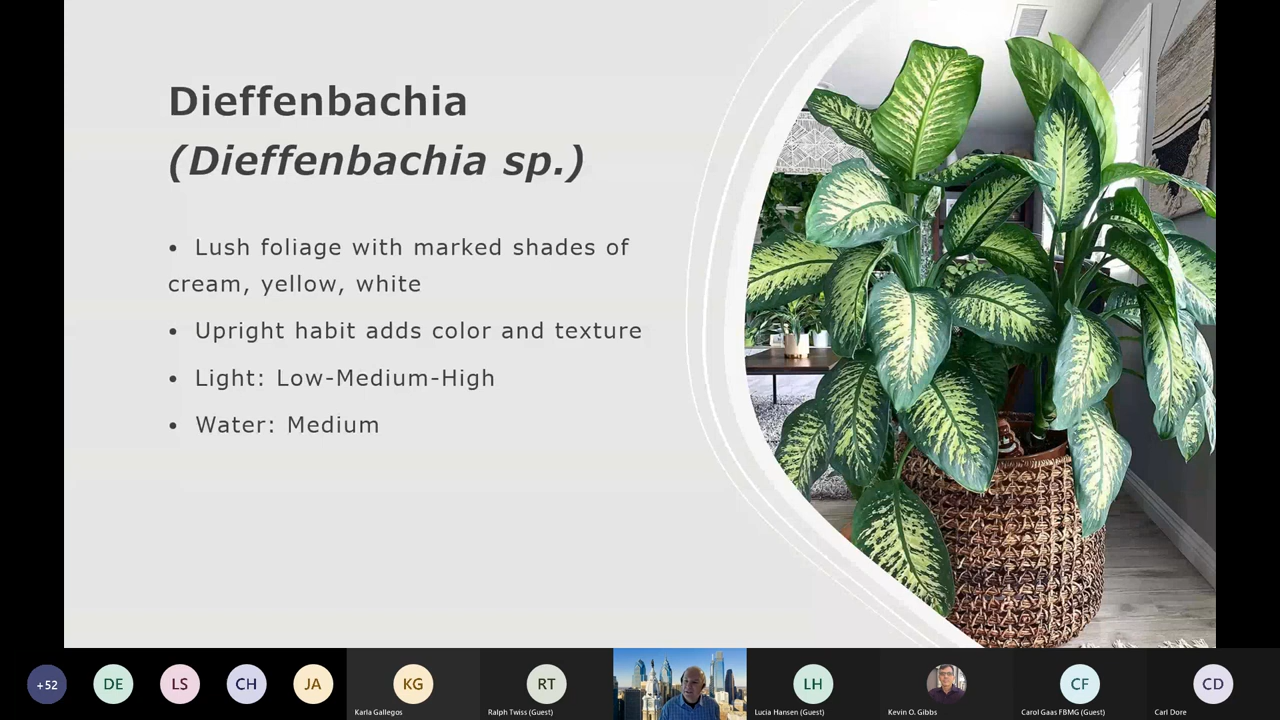 Dieffenbachia
(Dieffenbachia sp.)
• Lush foliage with marked shades of
cream, yellow, white
• Upright habit adds color and texture
• Light: Low-Medium-High
• Water: Medium
+52
DE
LS
CH
JA
KG
Karla Gallegos
RT
Ralph Twiss (Guest)
LH
Lucia Hansen (Guest)
Kevin O. Gibbs
CF
Carol Gaas FBMG (Guest)
CD
Carl Dore